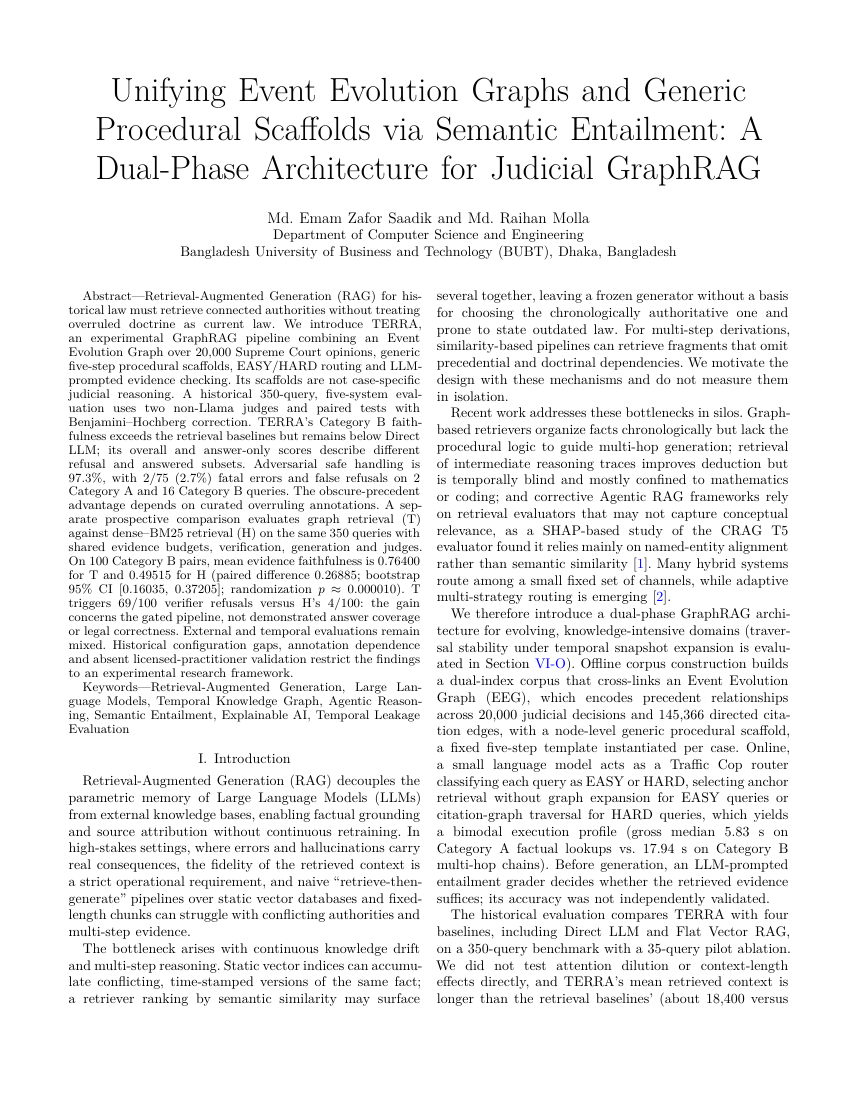 Unifying Event Evolution Graphs and Generic
Procedural Scaffolds via Semantic Entailment: A
Dual-Phase Architecture for Judicial GraphRAG
Md. Emam Zafor Saadik and Md. Raihan Molla
Department of Computer Science and Engineering
Bangladesh University of Business and Technology (BUBT), Dhaka, Bangladesh
Abstract—Retrieval-Augmented Generation (RAG) for his-
torical law must retrieve connected authorities without treating
overruled doctrine as current law. We introduce TERRA,
an experimental GraphRAG pipeline combining an Event
Evolution Graph over 20,000 Supreme Court opinions, generic
five-step procedural scaffolds, EASY/HARD routing and LLM-
prompted evidence checking. Its scaffolds are not case-specific
judicial reasoning. A historical 350-query, five-system eval-
uation uses two non-Llama judges and paired tests with
Benjamini–Hochberg correction. TERRA's Category B faith-
fulness exceeds the retrieval baselines but remains below Direct
LLM; its overall and answer-only scores describe different
refusal and answered subsets. Adversarial safe handling is
97.3%, with 2/75 (2.7%) fatal errors and false refusals on 2
Category A and 16 Category B queries. The obscure-precedent
advantage depends on curated overruling annotations. A sep-
arate prospective comparison evaluates graph retrieval (T)
against dense–BM25 retrieval (H) on the same 350 queries with
shared evidence budgets, verification, generation and judges.
On 100 Category B pairs, mean evidence faithfulness is 0.76400
for T and 0.49515 for H (paired difference 0.26885; bootstrap
95% CI [0.16035, 0.37205]; randomization p ≈ 0.000010). T
triggers 69/100 verifier refusals versus H's 4/100: the gain
concerns the gated pipeline, not demonstrated answer coverage
or legal correctness. External and temporal evaluations remain
mixed. Historical configuration gaps, annotation dependence
and absent licensed-practitioner validation restrict the findings
to an experimental research framework.
Keywords—Retrieval-Augmented Generation, Large Lan-
guage Models, Temporal Knowledge Graph, Agentic Reason-
ing, Semantic Entailment, Explainable AI, Temporal Leakage
Evaluation
I. Introduction
Retrieval-Augmented Generation (RAG) decouples the
parametric memory of Large Language Models (LLMs)
from external knowledge bases, enabling factual grounding
and source attribution without continuous retraining. In
high-stakes settings, where errors and hallucinations carry
real consequences, the fidelity of the retrieved context is
a strict operational requirement, and naive “retrieve-then-
generate” pipelines over static vector databases and fixed-
length chunks can struggle with conflicting authorities and
multi-step evidence.
The bottleneck arises with continuous knowledge drift
and multi-step reasoning. Static vector indices can accumu-
late conflicting, time-stamped versions of the same fact;
a retriever ranking by semantic similarity may surface
several together, leaving a frozen generator without a basis
for choosing the chronologically authoritative one and
prone to state outdated law. For multi-step derivations,
similarity-based pipelines can retrieve fragments that omit
precedential and doctrinal dependencies. We motivate the
design with these mechanisms and do not measure them
in isolation.
Recent work addresses these bottlenecks in silos. Graph-
based retrievers organize facts chronologically but lack the
procedural logic to guide multi-hop generation; retrieval
of intermediate reasoning traces improves deduction but
is temporally blind and mostly confined to mathematics
or coding; and corrective Agentic RAG frameworks rely
on retrieval evaluators that may not capture conceptual
relevance, as a SHAP-based study of the CRAG T5
evaluator found it relies mainly on named-entity alignment
rather than semantic similarity [1]. Many hybrid systems
route among a small fixed set of channels, while adaptive
multi-strategy routing is emerging [2].
We therefore introduce a dual-phase GraphRAG archi-
tecture for evolving, knowledge-intensive domains (traver-
sal stability under temporal snapshot expansion is evalu-
ated in Section VI-O). Offline corpus construction builds
a dual-index corpus that cross-links an Event Evolution
Graph (EEG), which encodes precedent relationships
across 20,000 judicial decisions and 145,366 directed cita-
tion edges, with a node-level generic procedural scaffold,
a fixed five-step template instantiated per case. Online,
a small language model acts as a Traffic Cop router
classifying each query as EASY or HARD, selecting anchor
retrieval without graph expansion for EASY queries or
citation-graph traversal for HARD queries, which yields
a bimodal execution profile (gross median 5.83 s on
Category A factual lookups vs. 17.94 s on Category B
multi-hop chains). Before generation, an LLM-prompted
entailment grader decides whether the retrieved evidence
suffices; its accuracy was not independently validated.
The historical evaluation compares TERRA with four
baselines, including Direct LLM and Flat Vector RAG,
on a 350-query benchmark with a 35-query pilot ablation.
We did not test attention dilution or context-length
effects directly, and TERRA's mean retrieved context is
longer than the retrieval baselines' (about 18,400 versus